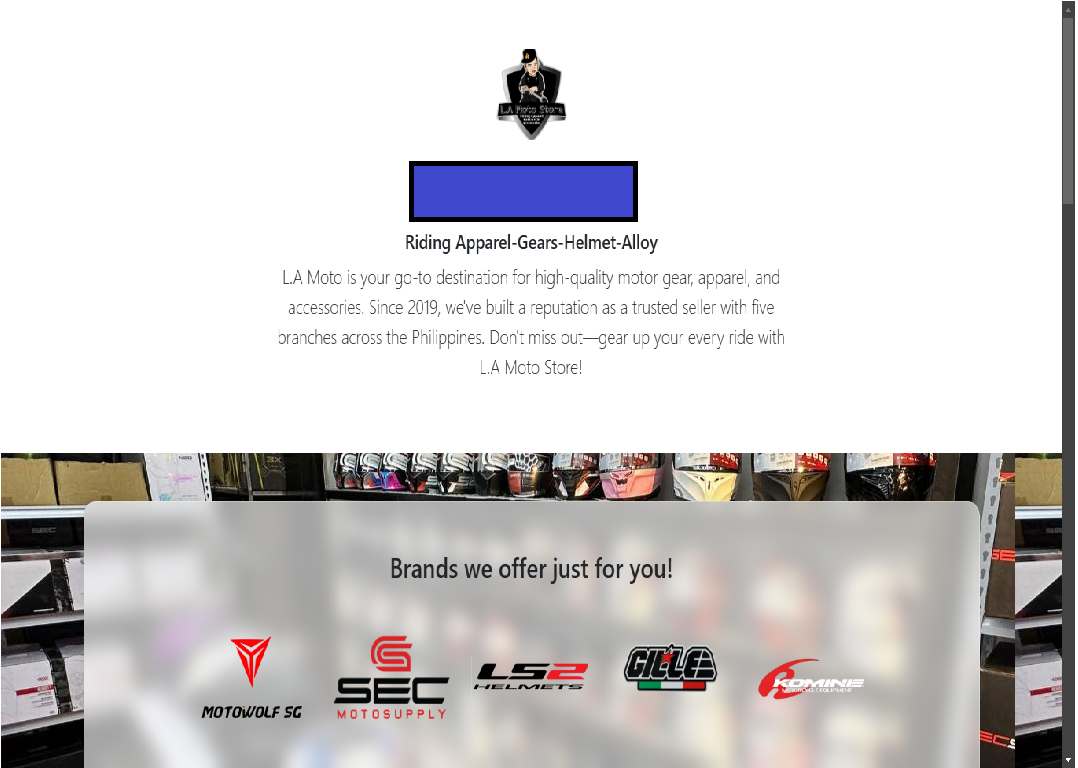 L.A Moto Store
Riding Apparel-Gears-Helmet-Alloy
L.A Moto is your go-to destination for high-quality motor gear, apparel, and
accessories. Since 2019, we've built a reputation as a trusted seller with five
branches across the Philippines. Don't miss out—gear up your every ride with
L.A Moto Store!
Brands we offer just for you!
MOTOWOLF SG
SEC
MOTOSUPPLY
LS2
HELMETS
GILLE
KOMINE
MOTORCYCLE EQUIPMENT
SEC